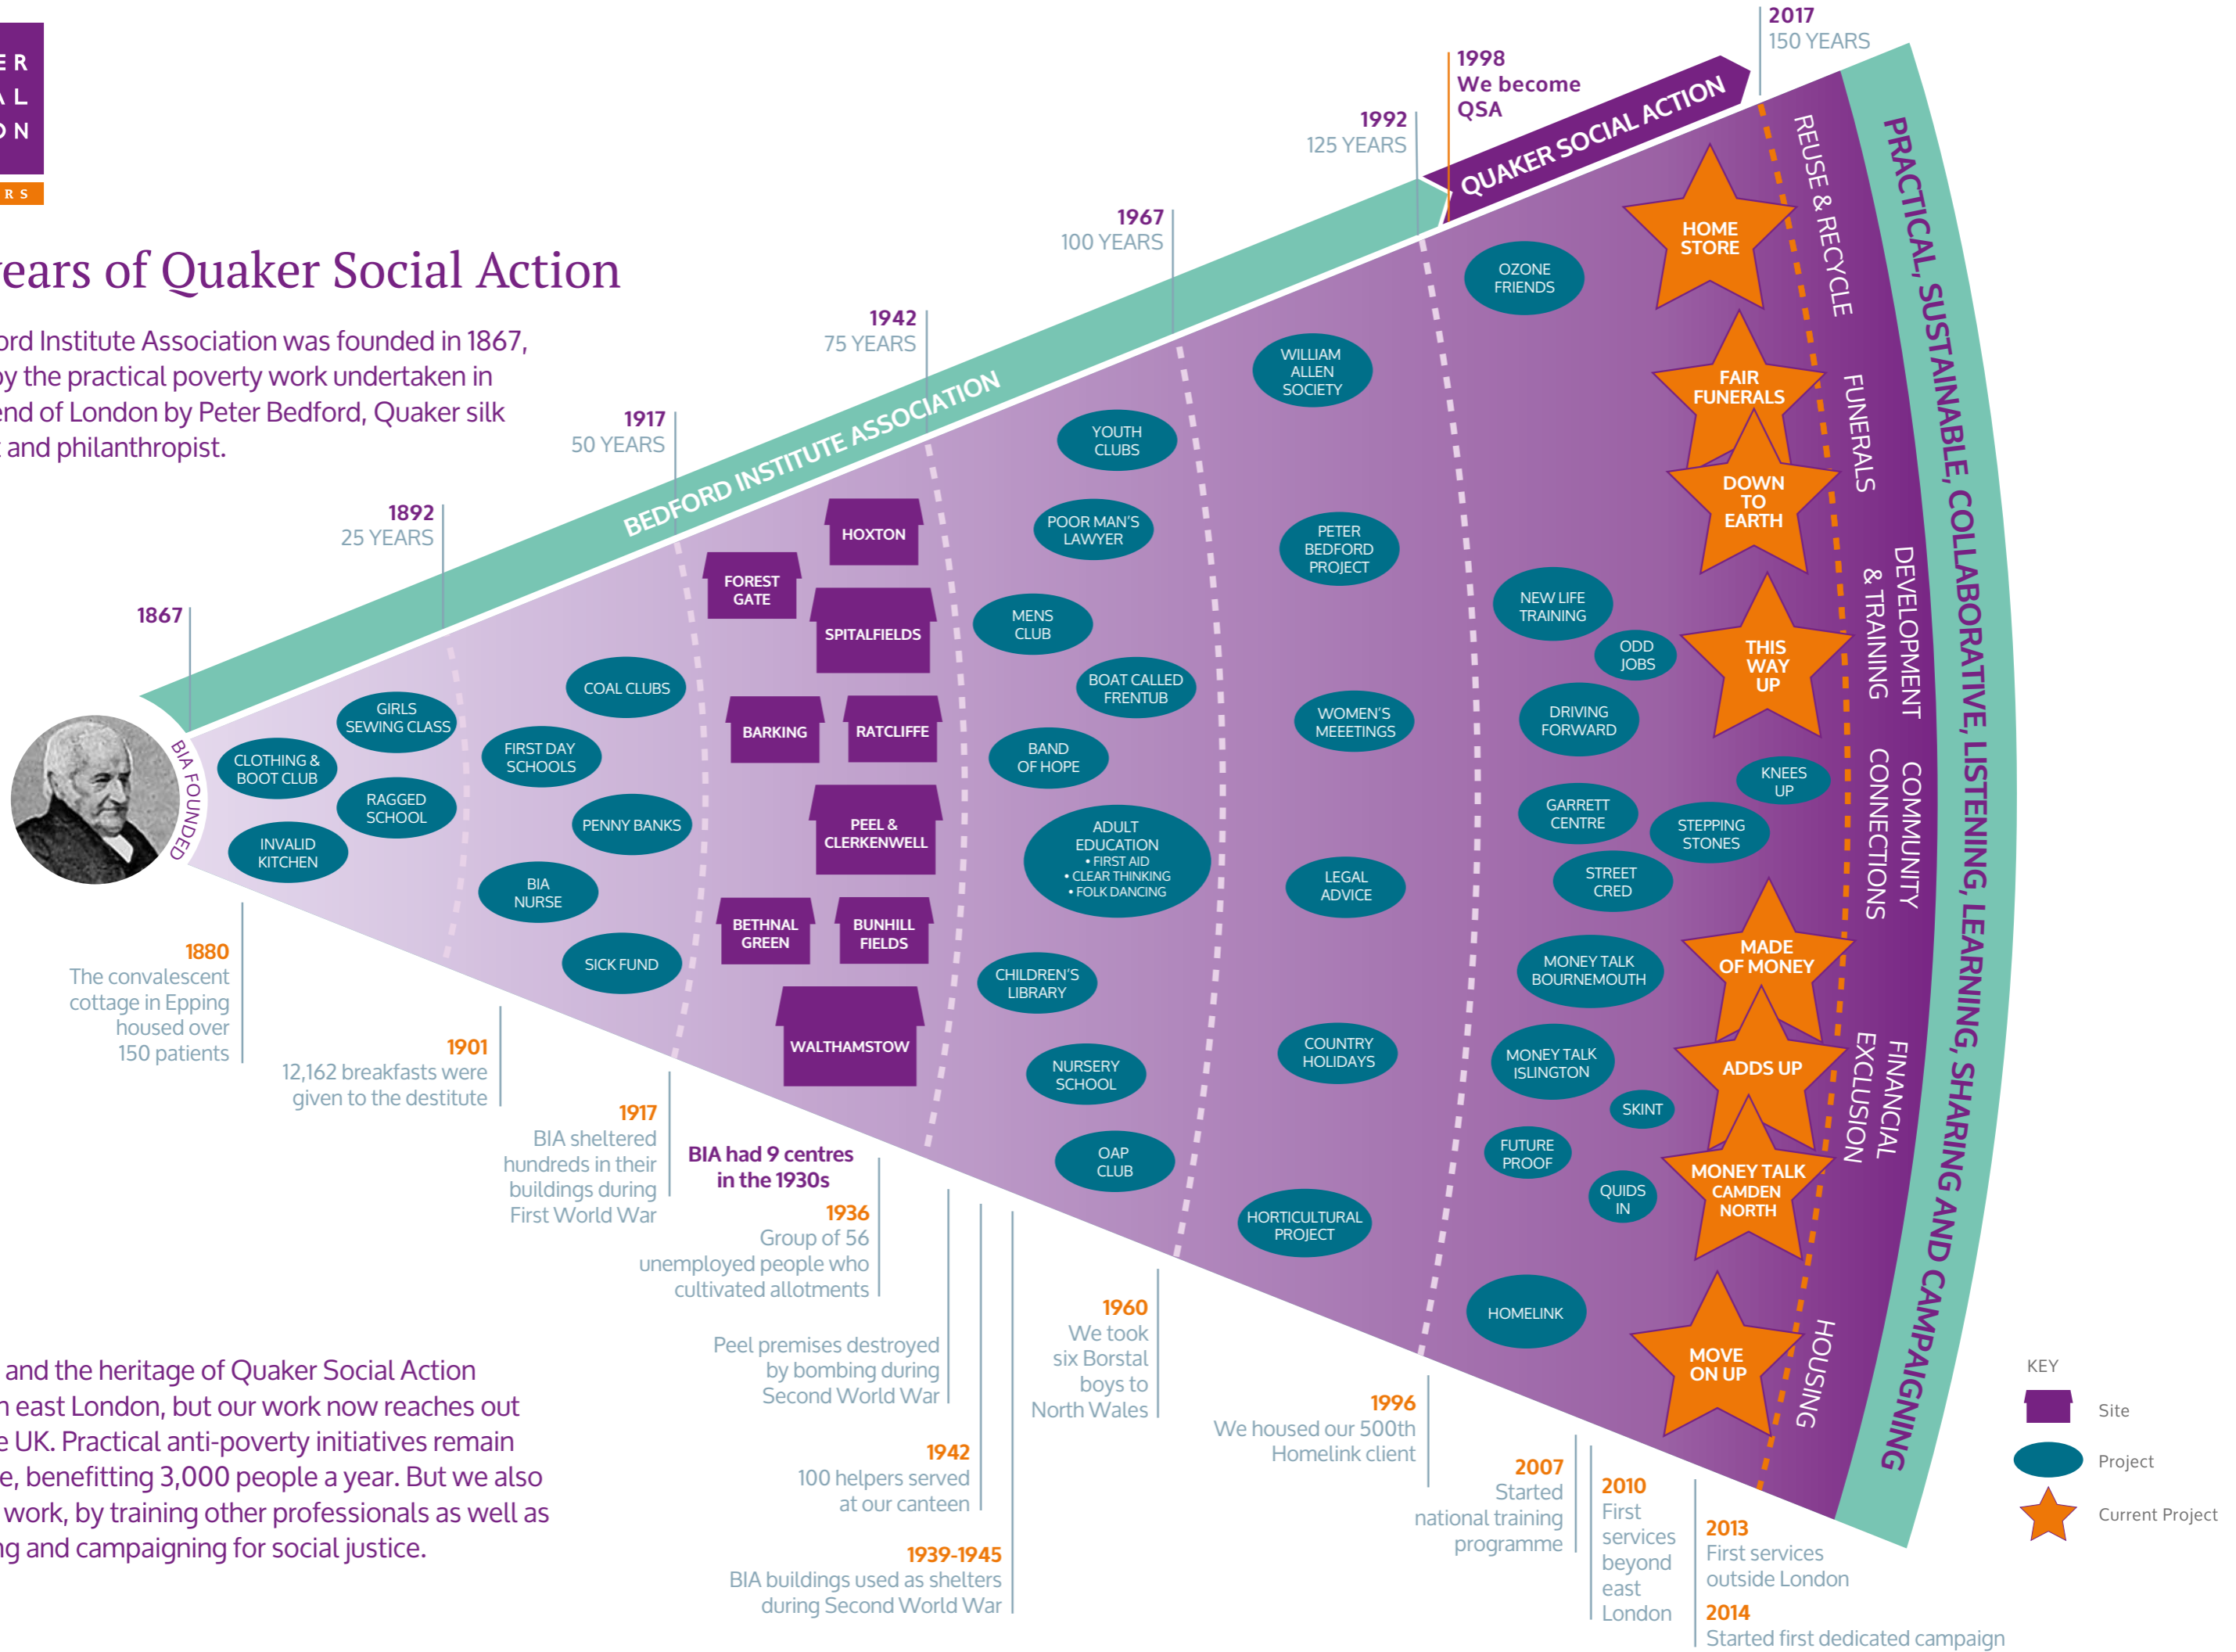 ER
AL
ON
RS
years of Quaker Social Action
ord Institute Association was founded in 1867,
by the practical poverty work undertaken in
end of London by Peter Bedford, Quaker silk
t and philanthropist.
1867
1892
25 YEARS
1917
50 YEARS
1942
75 YEARS
1967
100 YEARS
1992
125 YEARS
1998
We become
QSA
2017
150 YEARS
BEDFORD INSTITUTE ASSOCIATION
QUAKER SOCIAL ACTION
BIA FOUNDED
CLOTHING &
BOOT CLUB
GIRLS
SEWING CLASS
RAGGED
SCHOOL
INVALID
KITCHEN
COAL CLUBS
FIRST DAY
SCHOOLS
PENNY BANKS
BIA
NURSE
SICK FUND
HOXTON
FOREST
GATE
SPITALFIELDS
BARKING
RATCLIFFE
PEEL &
CLERKENWELL
BETHNAL
GREEN
BUNHILL
FIELDS
WALTHAMSTOW
YOUTH
CLUBS
POOR MAN'S
LAWYER
MENS
CLUB
BOAT CALLED
FRENTUB
BAND
OF HOPE
ADULT
EDUCATION
• FIRST AID
• CLEAR THINKING
• FOLK DANCING
CHILDREN'S
LIBRARY
NURSERY
SCHOOL
OAP
CLUB
WILLIAM
ALLEN
SOCIETY
PETER
BEDFORD
PROJECT
WOMEN'S
MEEETINGS
LEGAL
ADVICE
COUNTRY
HOLIDAYS
HORTICULTURAL
PROJECT
OZONE
FRIENDS
NEW LIFE
TRAINING
ODD
JOBS
DRIVING
FORWARD
KNEES
UP
GARRETT
CENTRE
STEPPING
STONES
STREET
CRED
MONEY TALK
BOURNEMOUTH
MONEY TALK
ISLINGTON
SKINT
FUTURE
PROOF
QUIDS
IN
HOMELINK
HOME
STORE
FAIR
FUNERALS
DOWN
TO
EARTH
THIS
WAY
UP
MADE
OF MONEY
ADDS UP
MONEY TALK
CAMDEN
NORTH
MOVE
ON UP
REUSE & RECYCLE
FUNERALS
DEVELOPMENT
& TRAINING
COMMUNITY
CONNECTIONS
FINANCIAL
EXCLUSION
HOUSING
PRACTICAL, SUSTAINABLE, COLLABORATIVE, LISTENING, LEARNING, SHARING AND CAMPAIGNING
1880
The convalescent
cottage in Epping
housed over
150 patients
1901
12,162 breakfasts were
given to the destitute
1917
BIA sheltered
hundreds in their
buildings during
First World War
BIA had 9 centres
in the 1930s
1936
Group of 56
unemployed people who
cultivated allotments
Peel premises destroyed
by bombing during
Second World War
1942
100 helpers served
at our canteen
1939-1945
BIA buildings used as shelters
during Second World War
1960
We took
six Borstal
boys to
North Wales
1996
We housed our 500th
Homelink client
2007
Started
national training
programme
2010
First
services
beyond
east
London
2013
First services
outside London
2014
Started first dedicated campaign
and the heritage of Quaker Social Action
n east London, but our work now reaches out
e UK. Practical anti-poverty initiatives remain
e, benefitting 3,000 people a year. But we also
work, by training other professionals as well as
ng and campaigning for social justice.
KEY
Site
Project
Current Project